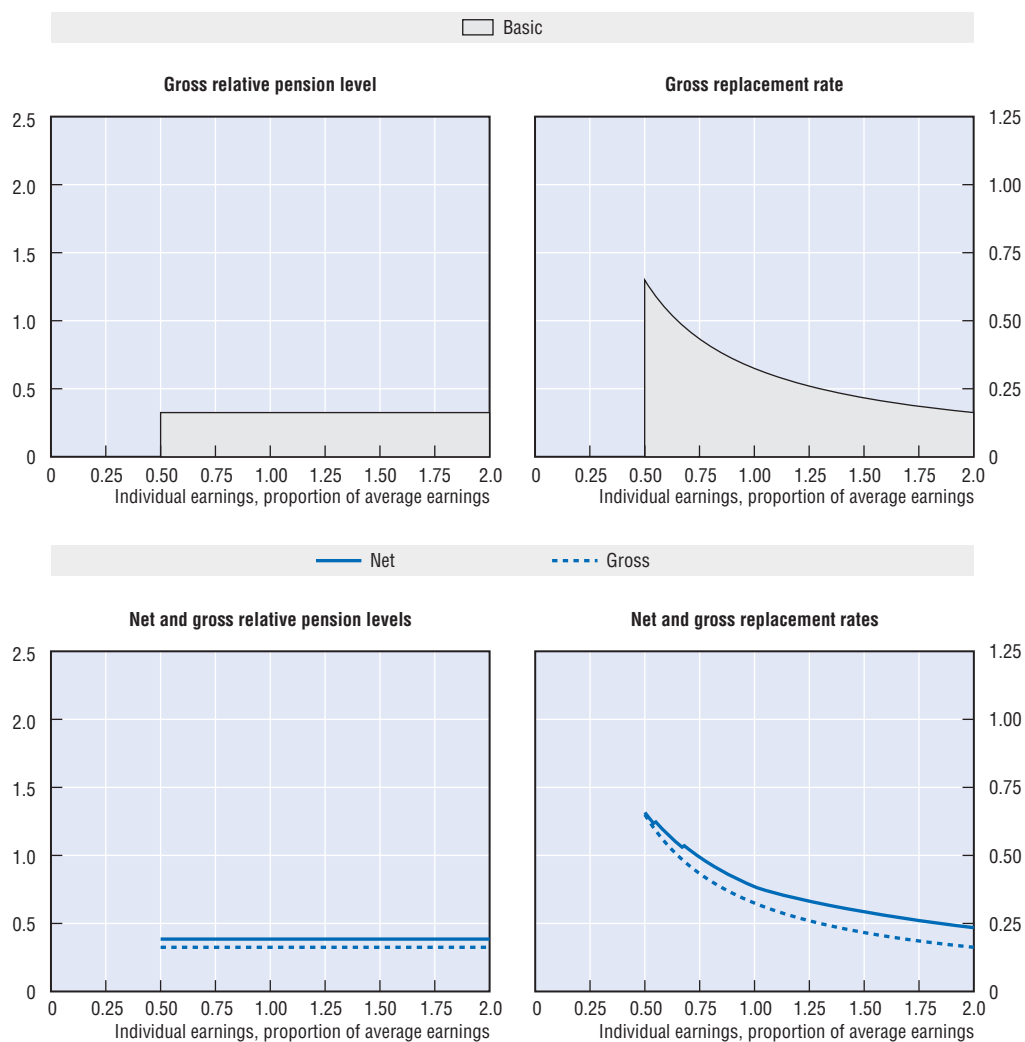 Basic
Gross relative pension level
Gross replacement rate
2.5
2.0
1.5
1.0
0.5
0
1.25
1.00
0.75
0.50
0.25
0
0 0.25 0.50 0.75 1.00 1.25 1.50 1.75 2.0
Individual earnings, proportion of average earnings
0 0.25 0.50 0.75 1.00 1.25 1.50 1.75 2.0
Individual earnings, proportion of average earnings
Net Gross
Net and gross relative pension levels
Net and gross replacement rates
2.5
2.0
1.5
1.0
0.5
0
1.25
1.00
0.75
0.50
0.25
0
0 0.25 0.50 0.75 1.00 1.25 1.50 1.75 2.0
Individual earnings, proportion of average earnings
0 0.25 0.50 0.75 1.00 1.25 1.50 1.75 2.0
Individual earnings, proportion of average earnings